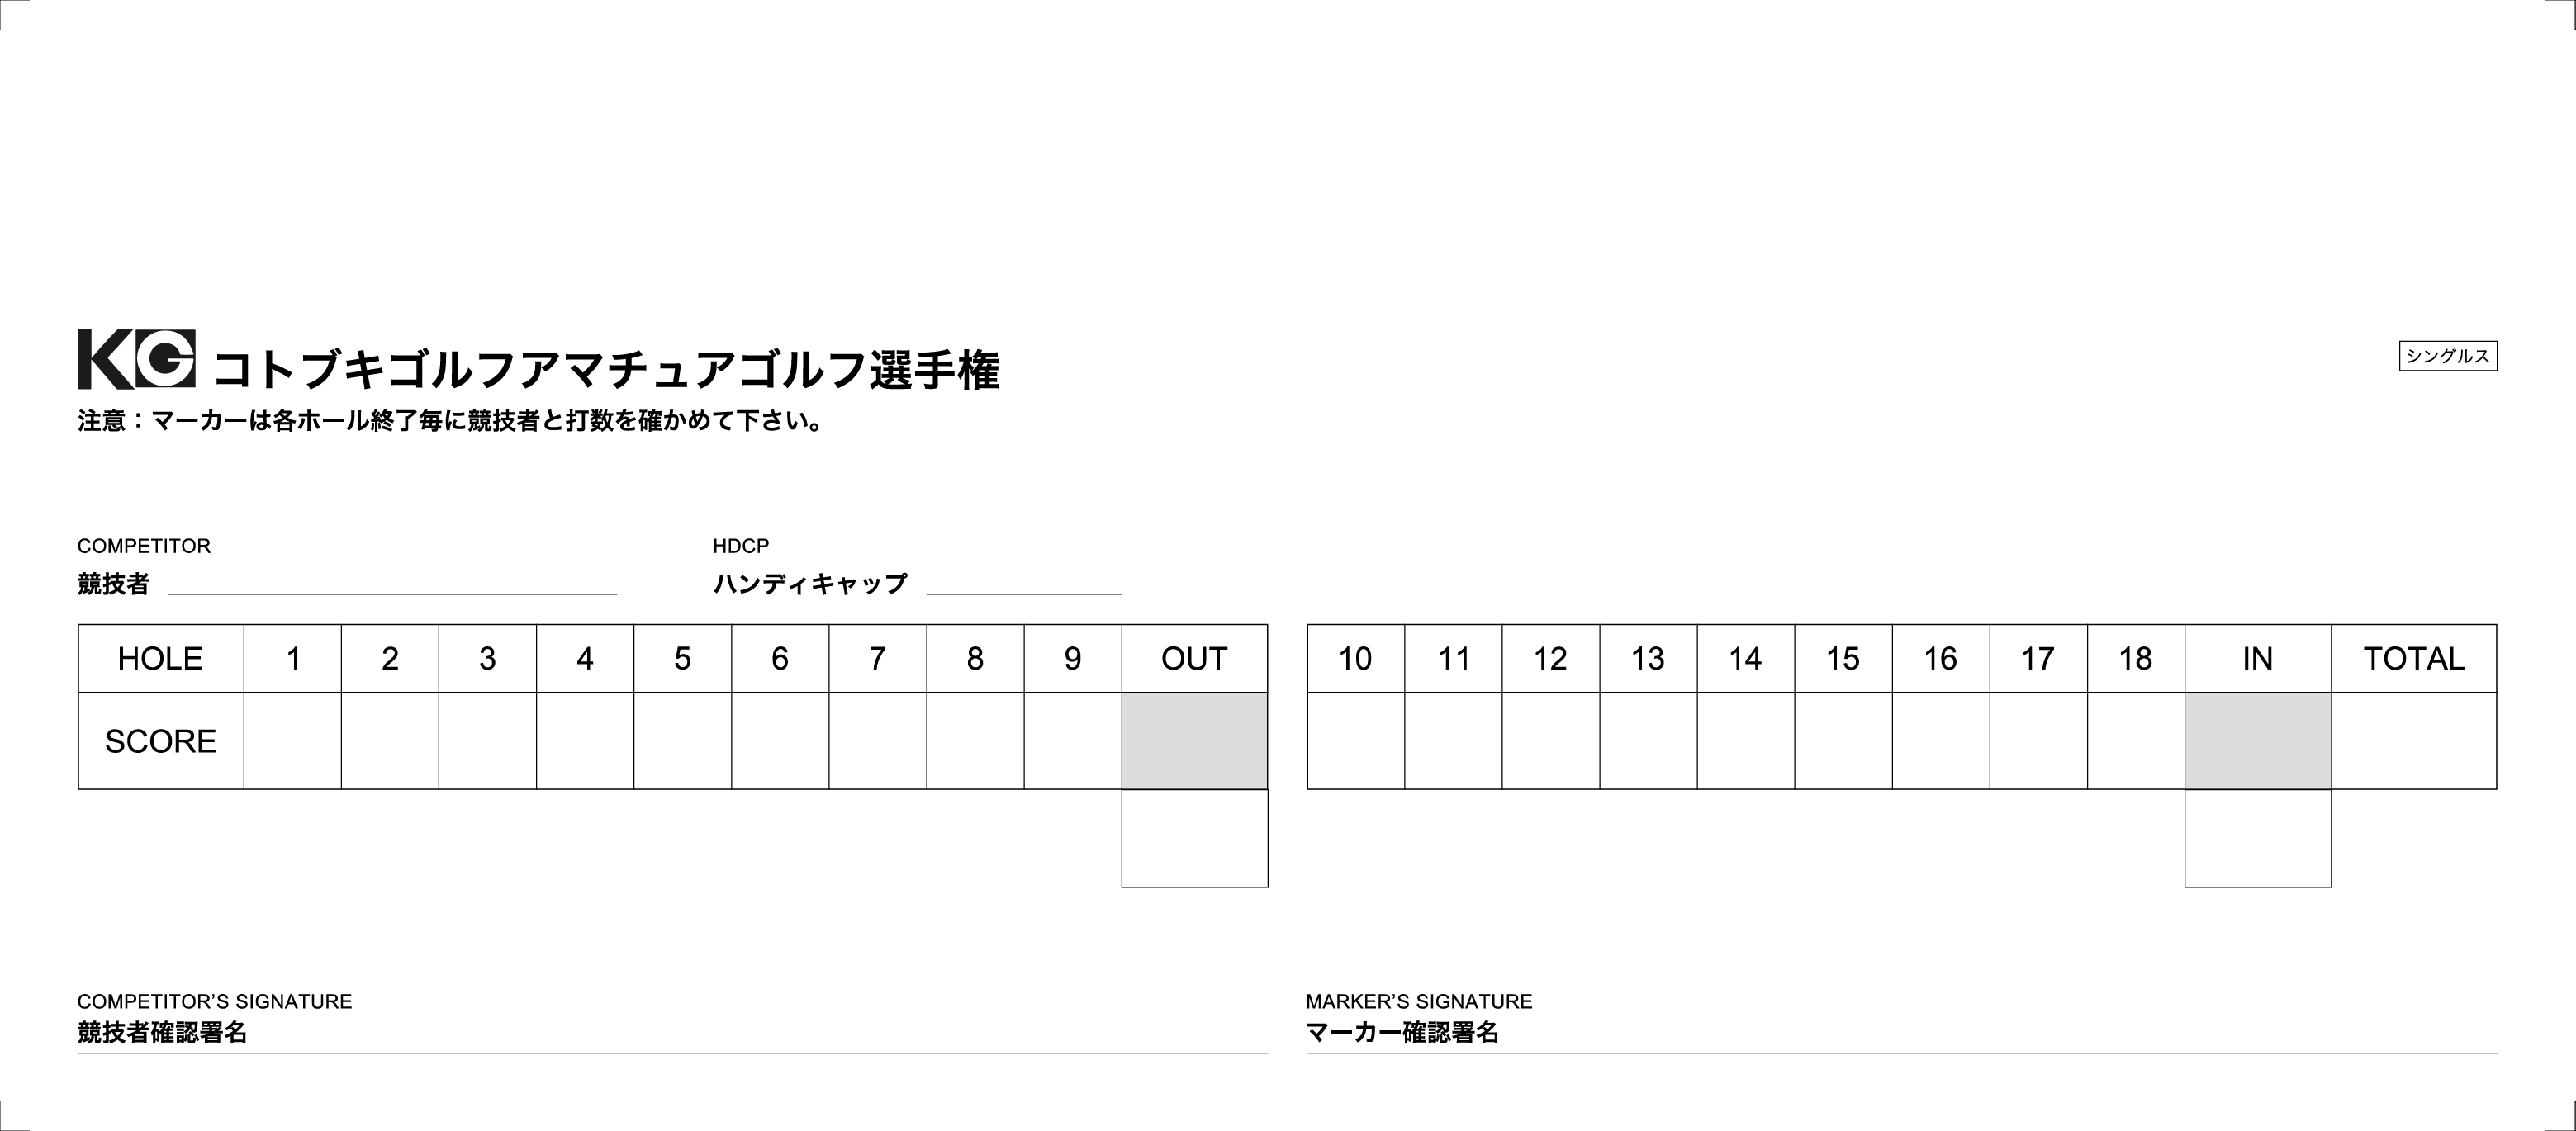 KG コトブキゴルフアマチュアゴルフ選手権
シングルス
注意：マーカーは各ホール終了毎に競技者と打数を確かめて下さい。
COMPETITOR HDCP
競技者 ハンディキャップ
HOLE 1 2 3 4 5 6 7 8 9 OUT 10 11 12 13 14 15 16 17 18 IN TOTAL
SCORE
COMPETITOR’S SIGNATURE MARKER’S SIGNATURE
競技者確認署名 マーカー確認署名